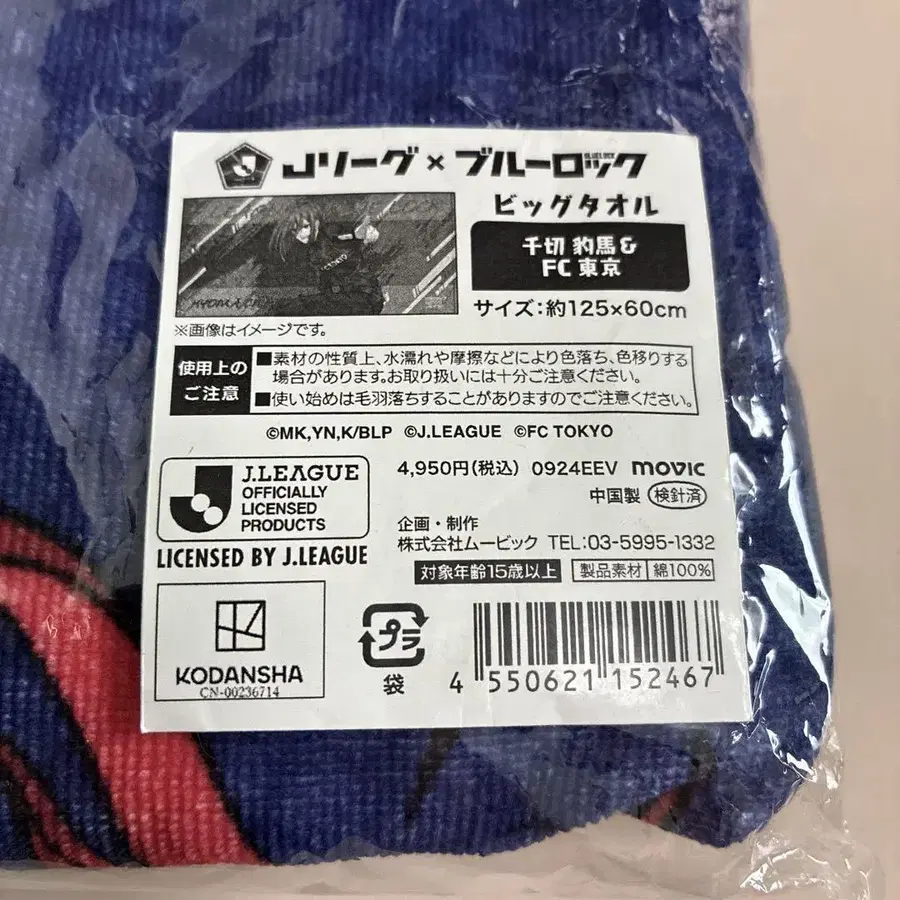 Jリーグ×ブルーロック
BLUELOCK
ビッグタオル
千切 豹馬&
FC 東京
サイズ:約125×60cm
※画像はイメージです。
使用上の
ご注意
■素材の性質上、水濡れや摩擦などにより色落ち、色移りする
場合があります。お取り扱いには十分ご注意ください。
■使い始めは毛羽落ちすることがありますのでご注意ください。
©MK,YN,K/BLP ©J.LEAGUE ©FC TOKYO
J.LEAGUE
OFFICIALLY
LICENSED
PRODUCTS
LICENSED BY J.LEAGUE
4,950円(税込) 0924EEV movic
中国製 検針済
企画・制作
株式会社ムービック TEL:03-5995-1332
対象年齢15歳以上 製品素材 綿100%
KODANSHA
CN-00236714
プラ
袋
4 550621 152467